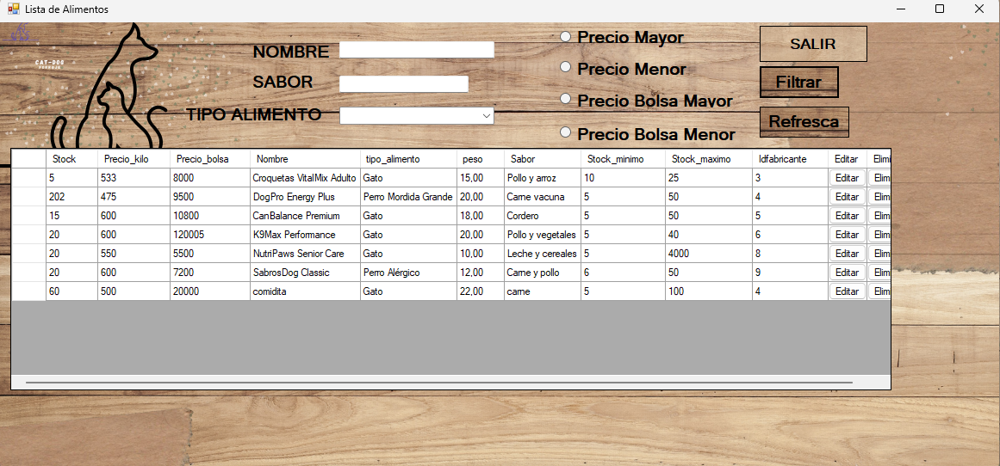 Lista de Alimentos
CAT-DOG
NOMBRE
SABOR
TIPO ALIMENTO
Precio Mayor
Precio Menor
Precio Bolsa Mayor
Precio Bolsa Menor
SALIR
Filtrar
Refresca
Stock Precio_kilo Precio_bolsa Nombre tipo_alimento peso Sabor Stock_minimo Stock_maximo Idfabricante Editar Elimi
5 533 8000 Croquetas VitalMix Adulto Gato 15,00 Pollo y arroz 10 25 3 Editar Elim
202 475 9500 DogPro Energy Plus Perro Mordida Grande 20,00 Carne vacuna 5 50 4 Editar Elim
15 600 10800 CanBalance Premium Gato 18,00 Cordero 5 50 5 Editar Elim
20 600 120005 K9Max Performance Gato 20,00 Pollo y vegetales 5 40 6 Editar Elim
20 550 5500 NutriPaws Senior Care Gato 10,00 Leche y cereales 5 4000 8 Editar Elim
20 600 7200 SabrosDog Classic Perro Alérgico 12,00 Carne y pollo 6 50 9 Editar Elim
60 500 20000 comidita Gato 22,00 carne 5 100 4 Editar Elim